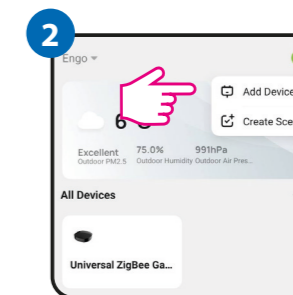 2
Engo
Add Device
6
Create Sce
Excellent 75.0% 991hPa
Outdoor PM2.5 Outdoor Humidity Outdoor Air Pres...
All Devices
Universal ZigBee Ga...